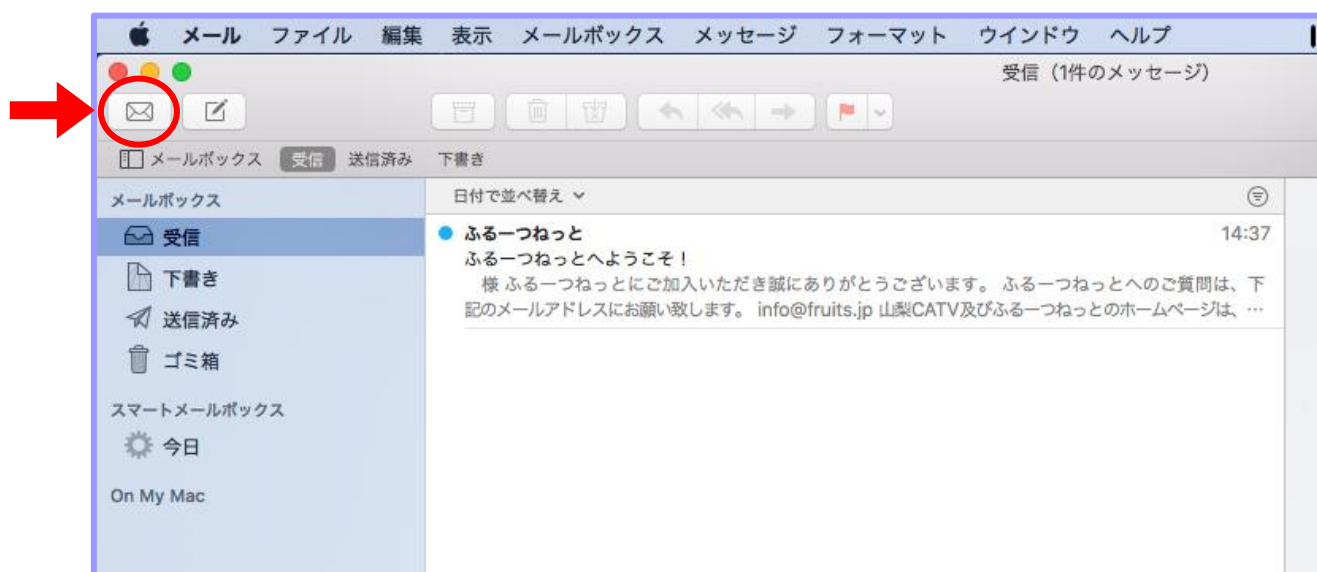 メール ファイル 編集 表示 メールボックス メッセージ フォーマット ウインドウ ヘルプ
受信（1件のメッセージ）
メールボックス 受信 送信済み 下書き
メールボックス
受信
下書き
送信済み
ゴミ箱
スマートメールボックス
今日
On My Mac
日付で並べ替え
ふるーつねっと 14:37
ふるーつねっとへようこそ！
様 ふるーつねっとにご加入いただき誠にありがとうございます。 ふるーつねっとへのご質問は、下
記のメールアドレスにお願い致します。 info@fruits.jp 山梨CATV及びふるーつねっとのホームページは、…